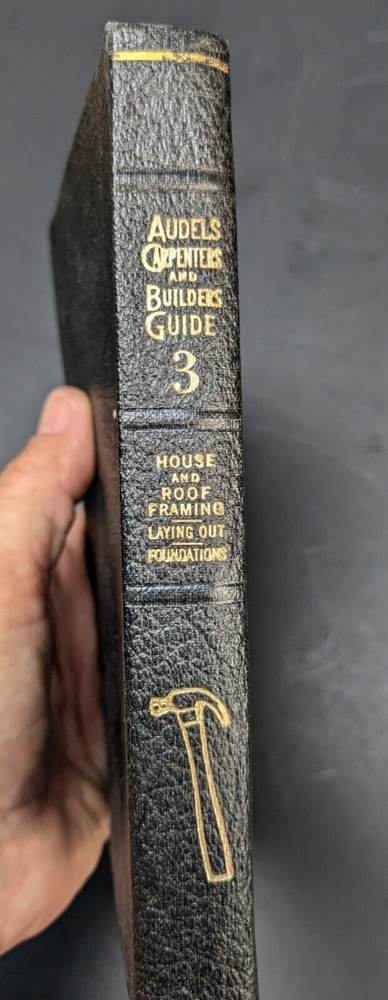 AUDELS
CARPENTERS
AND
BUILDERS
GUIDE
3
HOUSE
AND
ROOF
FRAMING
LAYING OUT
FOUNDATIONS